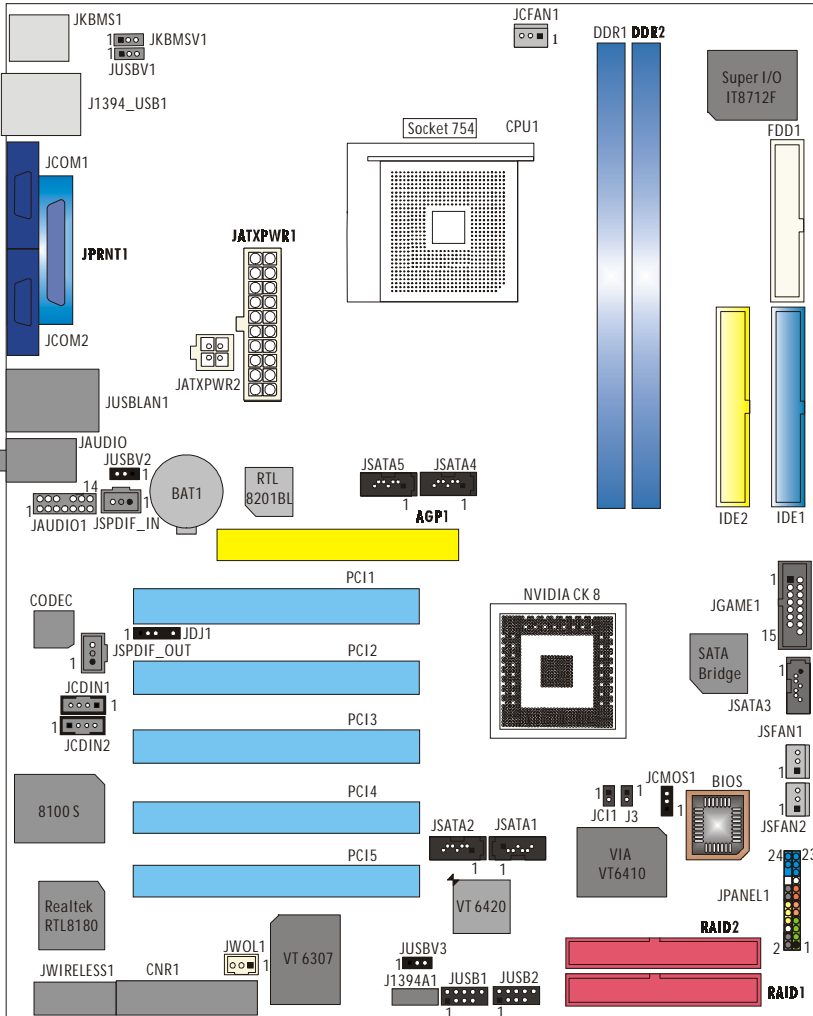 JKBMS1
1
JKBMSV1
1
JUSBV1
JCFAN1
1
DDR1 DDR2
Super I/O
IT8712F
J1394_USB1
Socket 754
CPU1
FDD1
JCOM1
JPRNT1
JATXPWR1
JCOM2
JATXPWR2
JUSBLAN1
JAUDIO
JUSBV2
1
14
1
JAUDIO1
1
JSPDIF_IN
BAT1
RTL
8201BL
JSATA5
1
JSATA4
1
AGP1
IDE2
IDE1
PCI1
NVIDIA CK 8
1
JGAME1
15
CODEC
1
JDJ1
JSPDIF_OUT
1
PCI2
SATA
Bridge
1
JSATA3
JCDIN1
1
1
JCDIN2
PCI3
JSFAN1
1
8100 S
PCI4
1
JCI1
J3
JCMOS1
1
BIOS
1
JSFAN2
JSATA2
1
JSATA1
1
PCI5
VIA
VT6410
24
23
JPANEL1
2
1
Realtek
RTL8180
VT 6420
RAID2
JWOL1
1
VT 6307
JUSBV3
1
JWIRELESS1
CNR1
J1394A1
JUSB1
1
JUSB2
1
RAID1